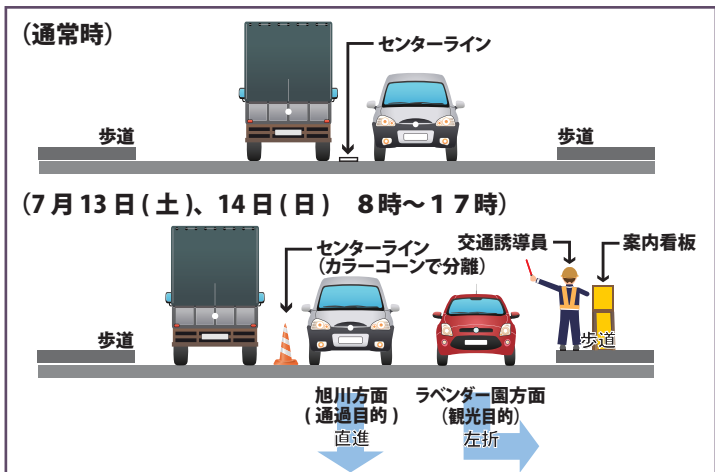 (通常時)
センターライン
歩道
歩道
(7月13日(土)、14日(日) 8時～17時)
センターライン
(カラーコーンで分離)
交通誘導員
案内看板
歩道
歩道
旭川方面
(通過目的)
直進
ラベンダー園方面
(観光目的)
左折